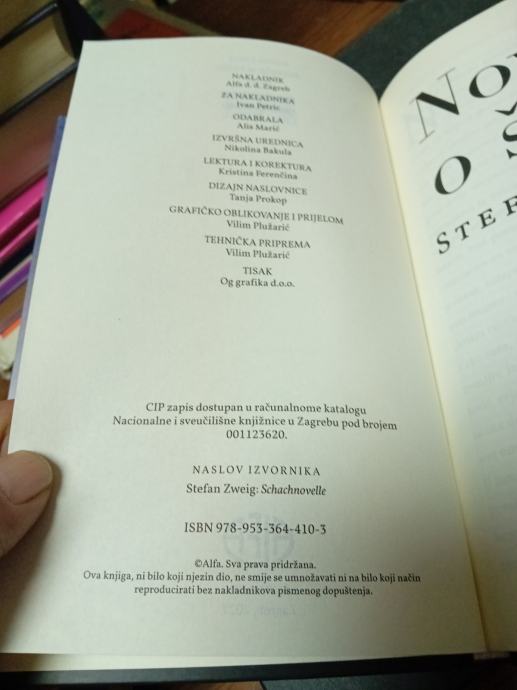 NAKLADNIK
Alfa d. d. Zagreb
ZA NAKLADNIKA
Ivan Petric
ODABRALA
Alis Marić
IZVRŠNA UREDNICA
Nikolina Bakula
LEKTURA I KOREKTURA
Kristina Ferenčina
DIZAJN NASLOVNICE
Tanja Prokop
GRAFIČKO OBLIKOVANJE I PRIJELOM
Vilim Plužarić
TEHNIČKA PRIPREMA
Vilim Plužarić
TISAK
Og grafika d.o.o.
CIP zapis dostupan u računalnome katalogu
Nacionalne i sveučilišne knjižnice u Zagrebu pod brojem
001123620.
NASLOV IZVORNIKA
Stefan Zweig: Schachnovelle
ISBN 978-953-364-410-3
©Alfa. Sva prava pridržana.
Ova knjiga, ni bilo koji njezin dio, ne smije se umnožavati ni na bilo koji način
reproducirati bez nakladnikova pismenog dopuštenja.
No
O Š
STEF